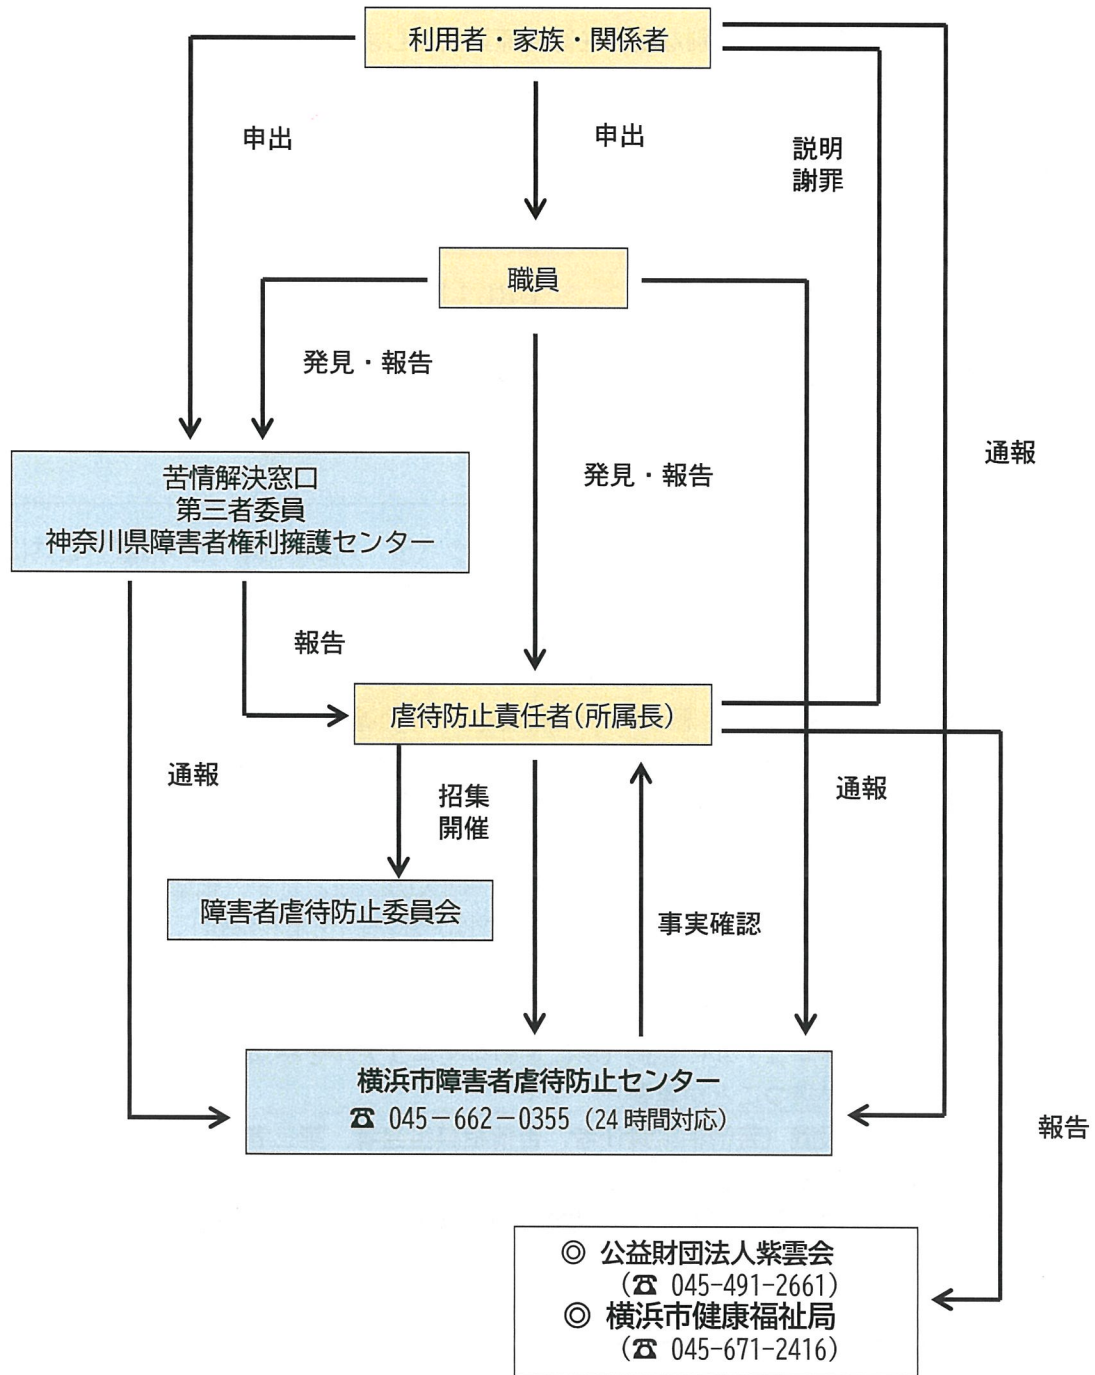 利用者・家族・関係者
申出
申出
説明
謝罪
職員
発見・報告
発見・報告
通報
苦情解決窓口
第三者委員
神奈川県障害者権利擁護センター
報告
虐待防止責任者(所属長)
通報
招集
開催
通報
障害者虐待防止委員会
事実確認
横浜市障害者虐待防止センター
☎ 045-662-0355(24時間対応)
報告
◎ 公益財団法人紫雲会
(☎ 045-491-2661)
◎ 横浜市健康福祉局
(☎ 045-671-2416)